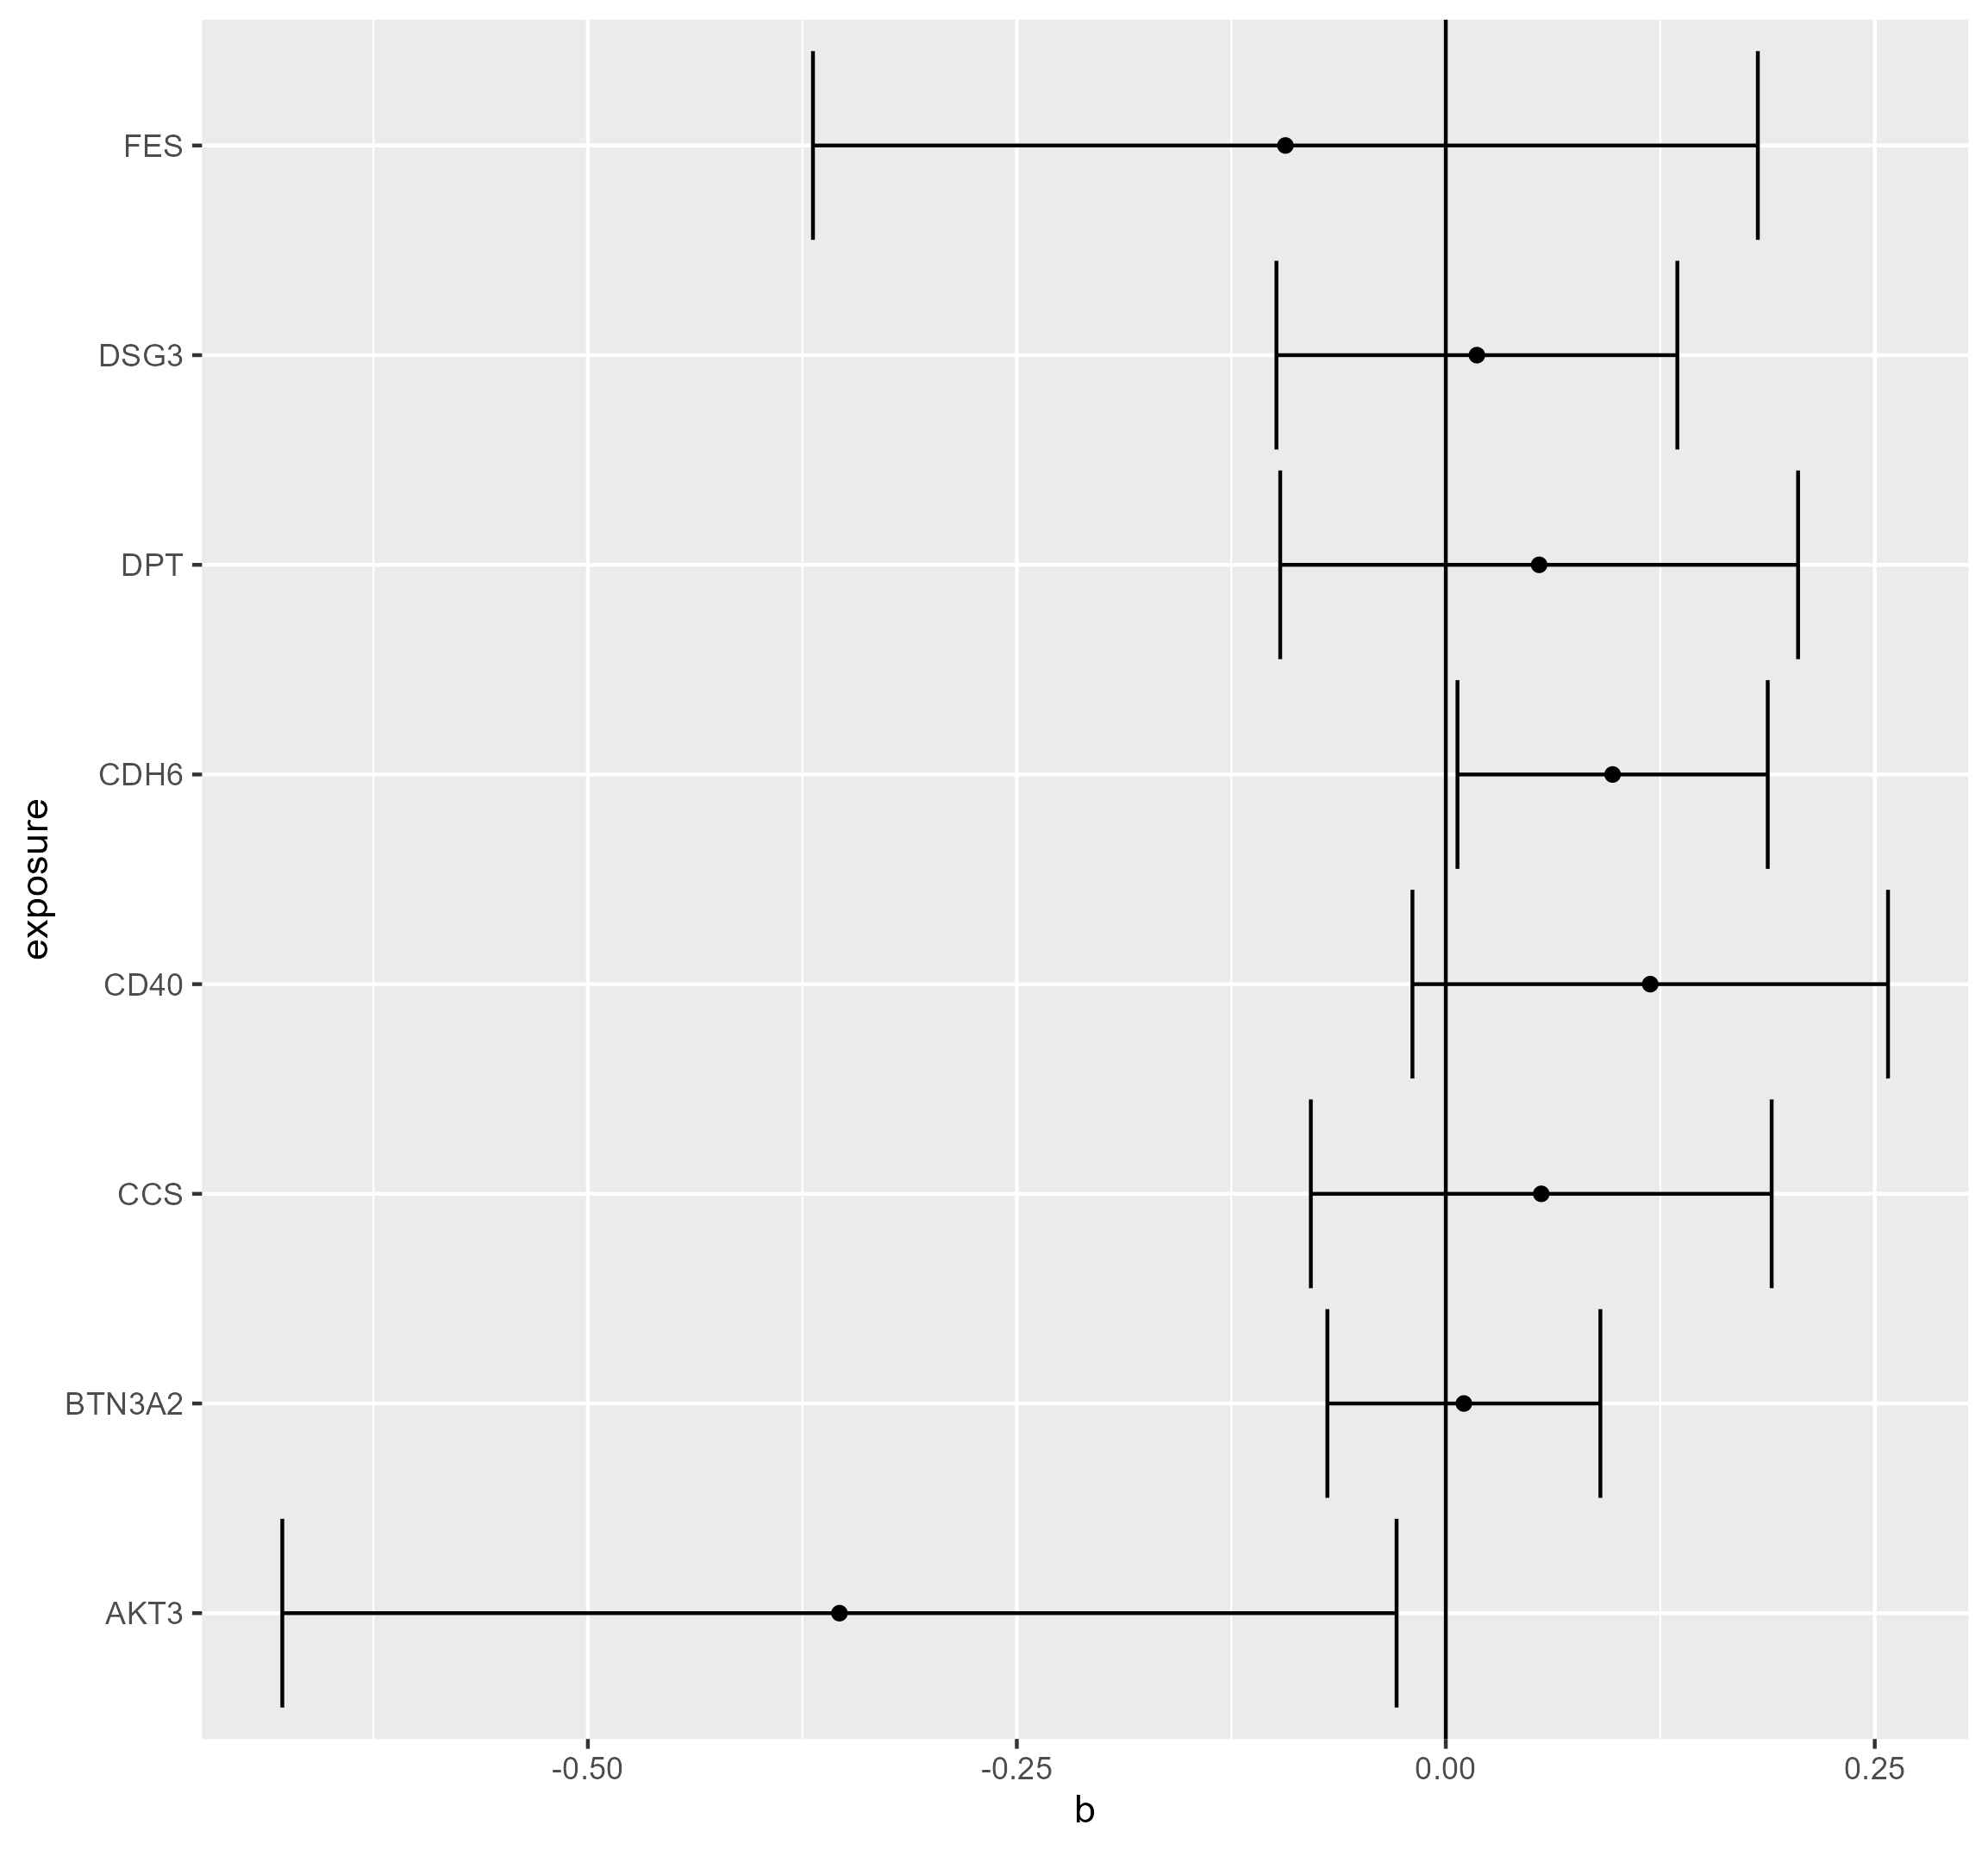 exposure
FES
DSG3
DPT
CDH6
CD40
CCS
BTN3A2
AKT3
-0.50 -0.25 0.00 0.25
b